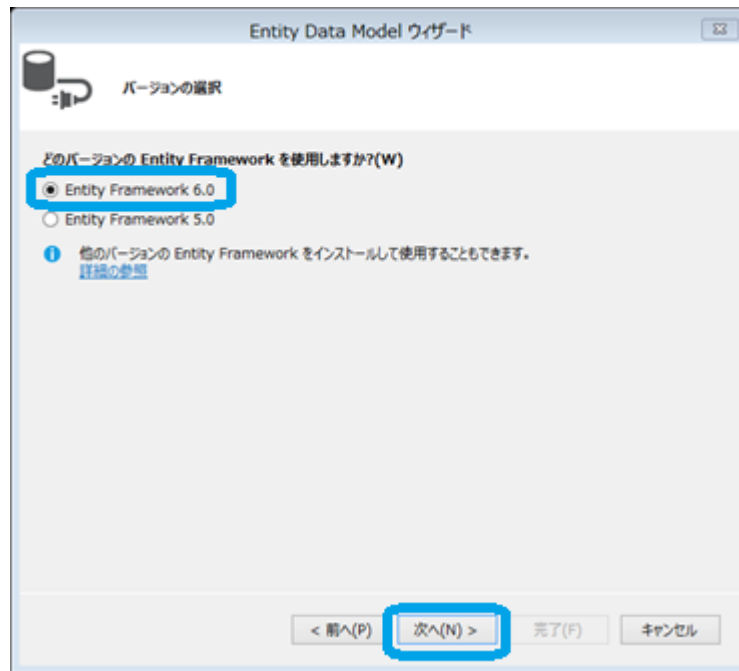 Entity Data Model ウィザード
バージョンの選択
どのバージョンの Entity Framework を使用しますか?(W)
Entity Framework 6.0
Entity Framework 5.0
他のバージョンの Entity Framework をインストールして使用することもできます。
詳細の参照
< 前へ(P)
次へ(N) >
完了(F)
キャンセル